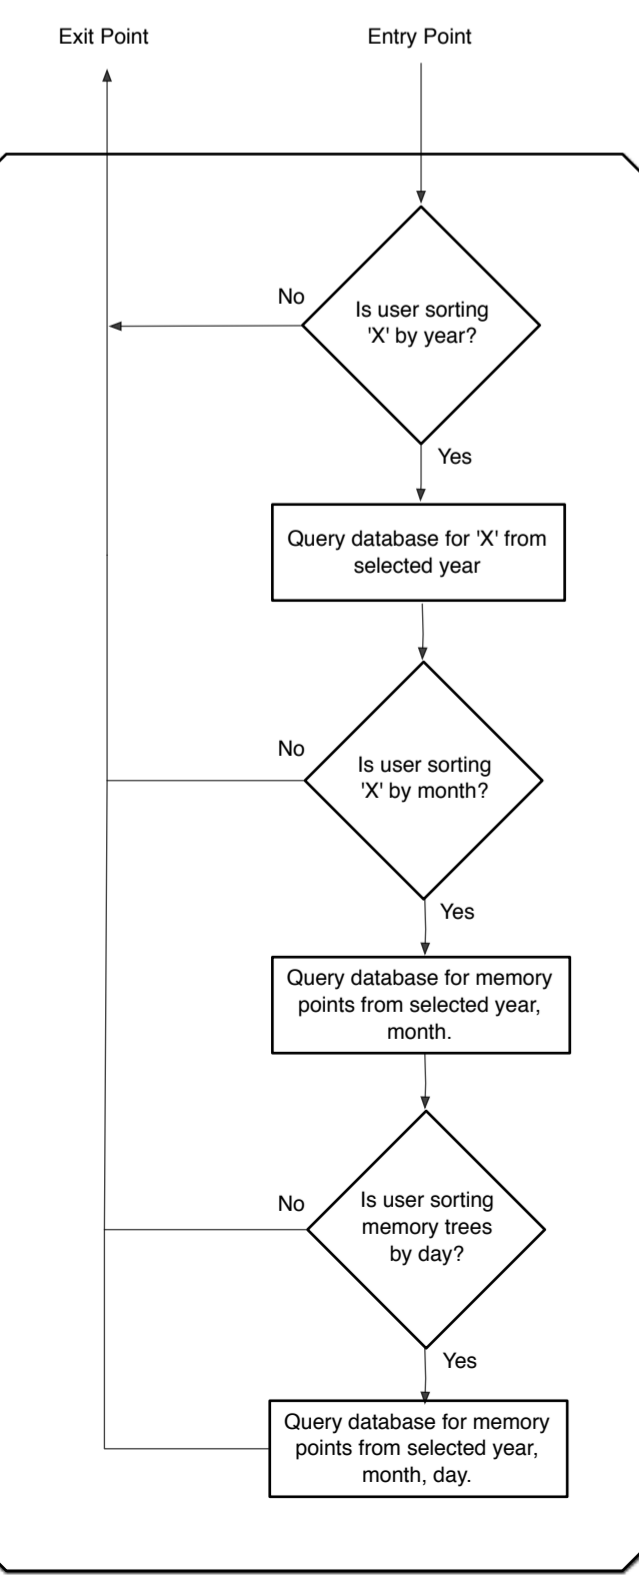 Exit Point
Entry Point
No
Is user sorting
'X' by year?
Yes
Query database for 'X' from
selected year
No
Is user sorting
'X' by month?
Yes
Query database for memory
points from selected year,
month.
No
Is user sorting
memory trees
by day?
Yes
Query database for memory
points from selected year,
month, day.